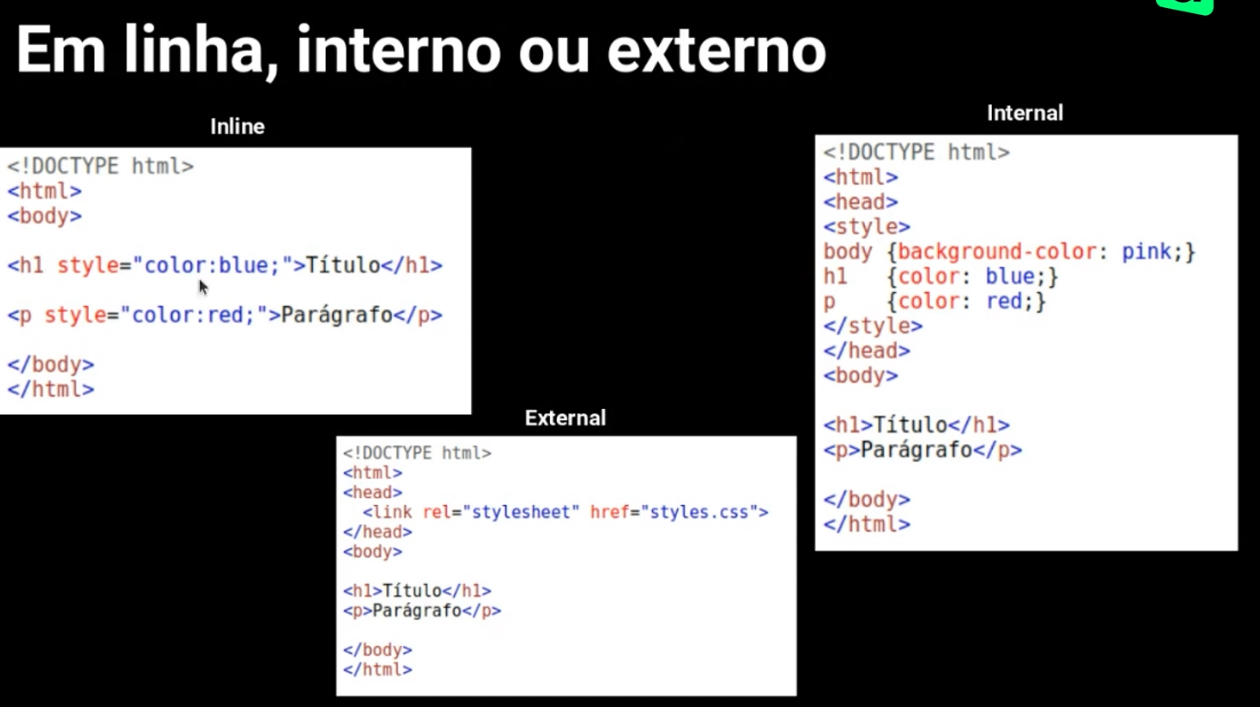 Em linha, interno ou externo
Inline
<!DOCTYPE html>
<html>
<body>
<h1 style="color:blue;">Título</h1>
<p style="color:red;">Parágrafo</p>
</body>
</html>
Internal
<!DOCTYPE html>
<html>
<head>
<style>
body {background-color: pink;}
h1   {color: blue;}
p    {color: red;}
</style>
</head>
<body>
<h1>Título</h1>
<p>Parágrafo</p>
</body>
</html>
External
<!DOCTYPE html>
<html>
<head>
  <link rel="stylesheet" href="styles.css">
</head>
<body>
<h1>Título</h1>
<p>Parágrafo</p>
</body>
</html>